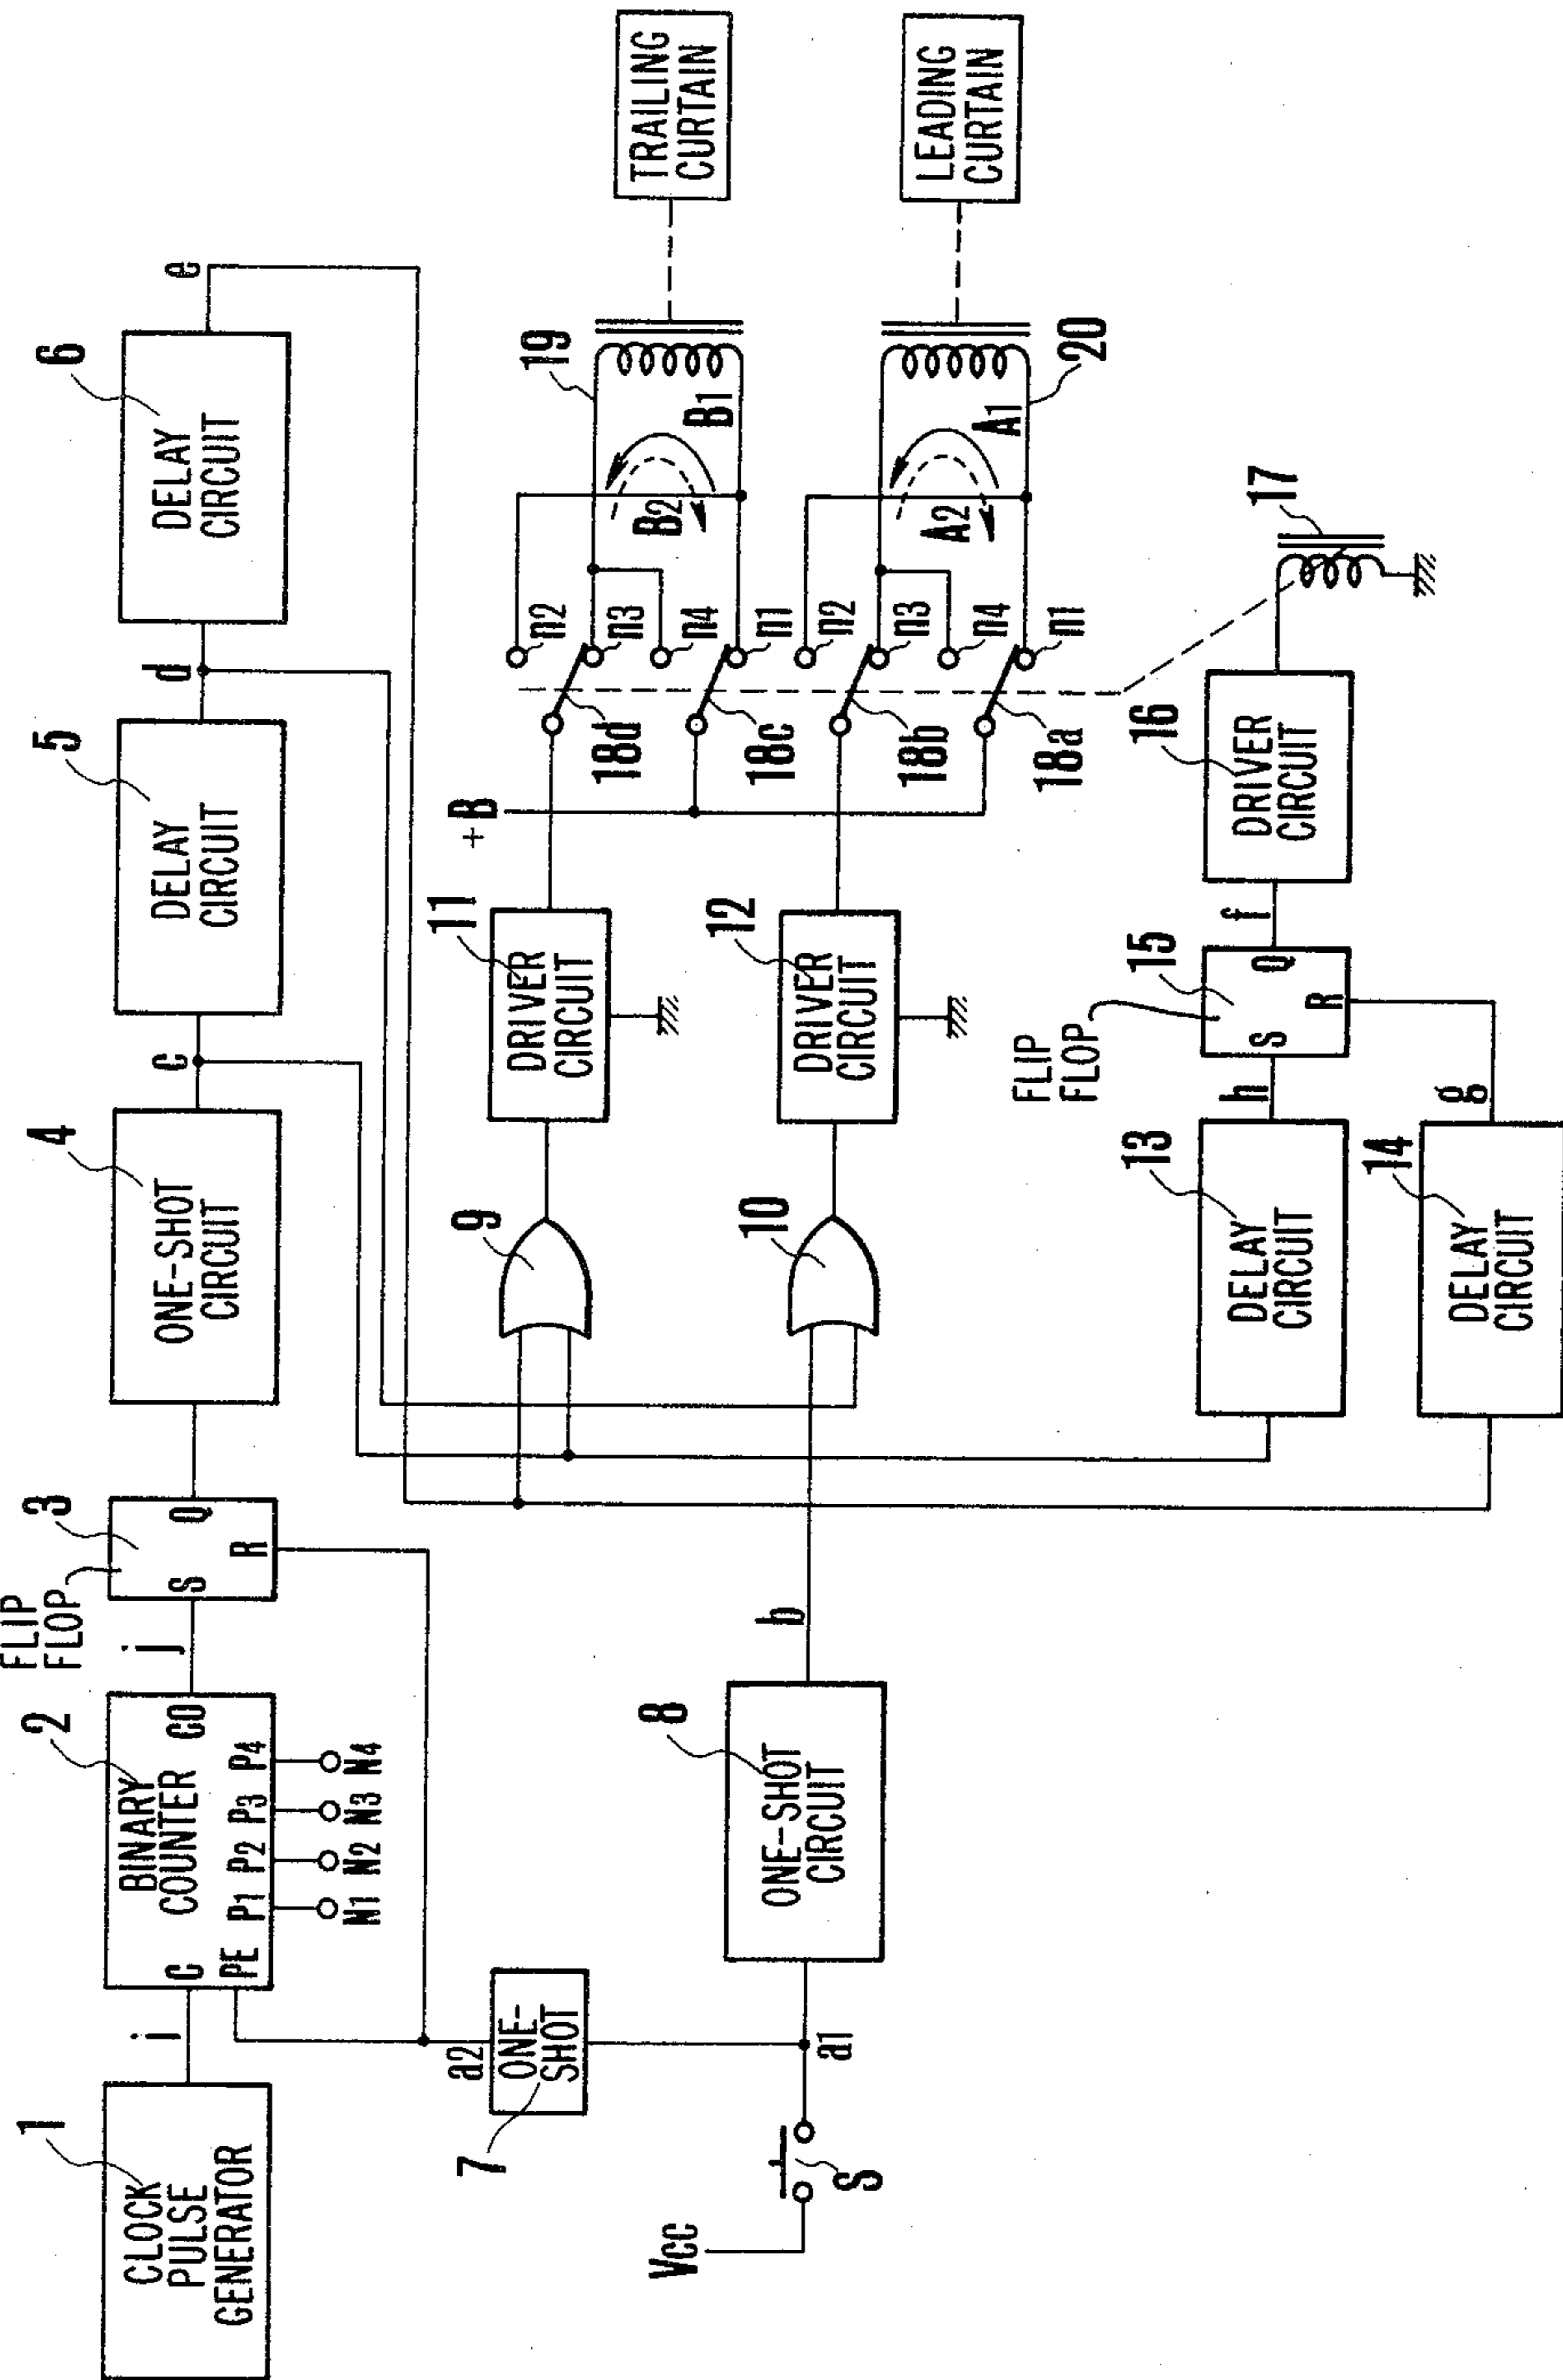 1
CLOCK
PULSE
GENERATOR
i
2
BINARY
COUNTER
C
CO
PE
P1
P2
P3
P4
N1
N2
N3
N4
j
FLIP
FLOP
3
S
Q
R
4
ONE-SHOT
CIRCUIT
c
5
DELAY
CIRCUIT
d
6
DELAY
CIRCUIT
e
7
ONE-
SHOT
a2
a1
Vcc
S
8
ONE-SHOT
CIRCUIT
b
9
10
11
DRIVER
CIRCUIT
12
DRIVER
CIRCUIT
+B
18d
18c
18b
18a
n2
n3
n4
n1
n2
n3
n4
n1
B2
B1
A2
A1
19
20
TRAILING
CURTAIN
LEADING
CURTAIN
13
DELAY
CIRCUIT
h
14
DELAY
CIRCUIT
g
FLIP
FLOP
15
S
Q
R
f
16
DRIVER
CIRCUIT
17